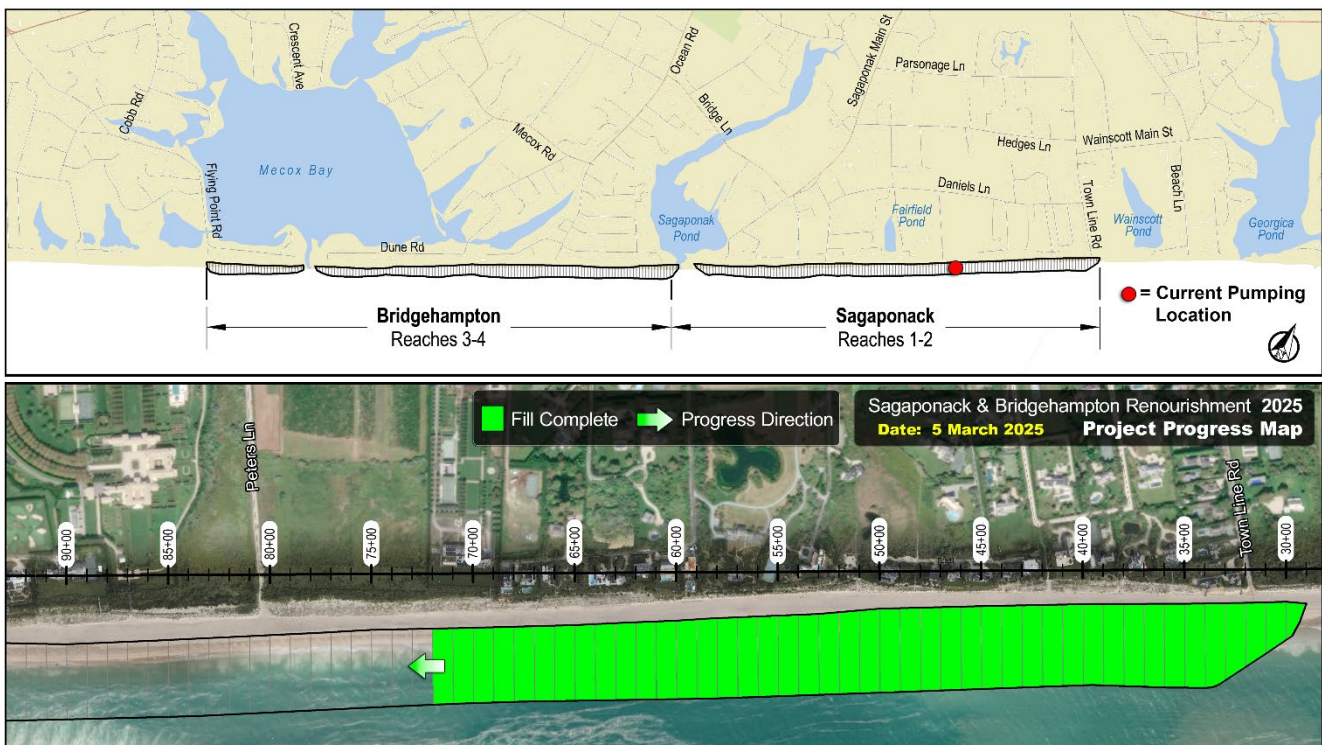 Crescent Ave
Cobb Rd
Flying Point Rd
Mecox Bay
Mecox Rd
Dune Rd
Ocean Rd
Bridge Ln
Sagaponak
Pond
Sagaponak Main St
Parsonage Ln
Hedges Ln
Daniels Ln
Fairfield
Pond
Wainscott Main St
Town Line Rd
Wainscott
Pond
Beach Ln
Georgica
Pond
Bridgehampton
Reaches 3-4
Sagaponack
Reaches 1-2
= Current Pumping
Location
Fill Complete
Progress Direction
Sagaponack & Bridgehampton Renourishment 2025
Date: 5 March 2025 Project Progress Map
Peters Ln
Town Line Rd
90+00
85+00
80+00
75+00
70+00
65+00
60+00
55+00
50+00
45+00
40+00
35+00
30+00